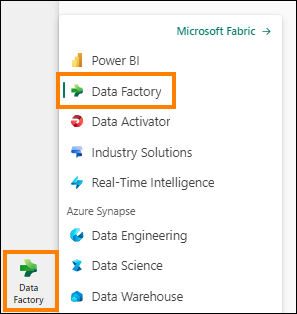 Microsoft Fabric →
Power BI
Data Factory
Data Activator
Industry Solutions
Real-Time Intelligence
Azure Synapse
Data Engineering
Data Science
Data Warehouse
Data
Factory